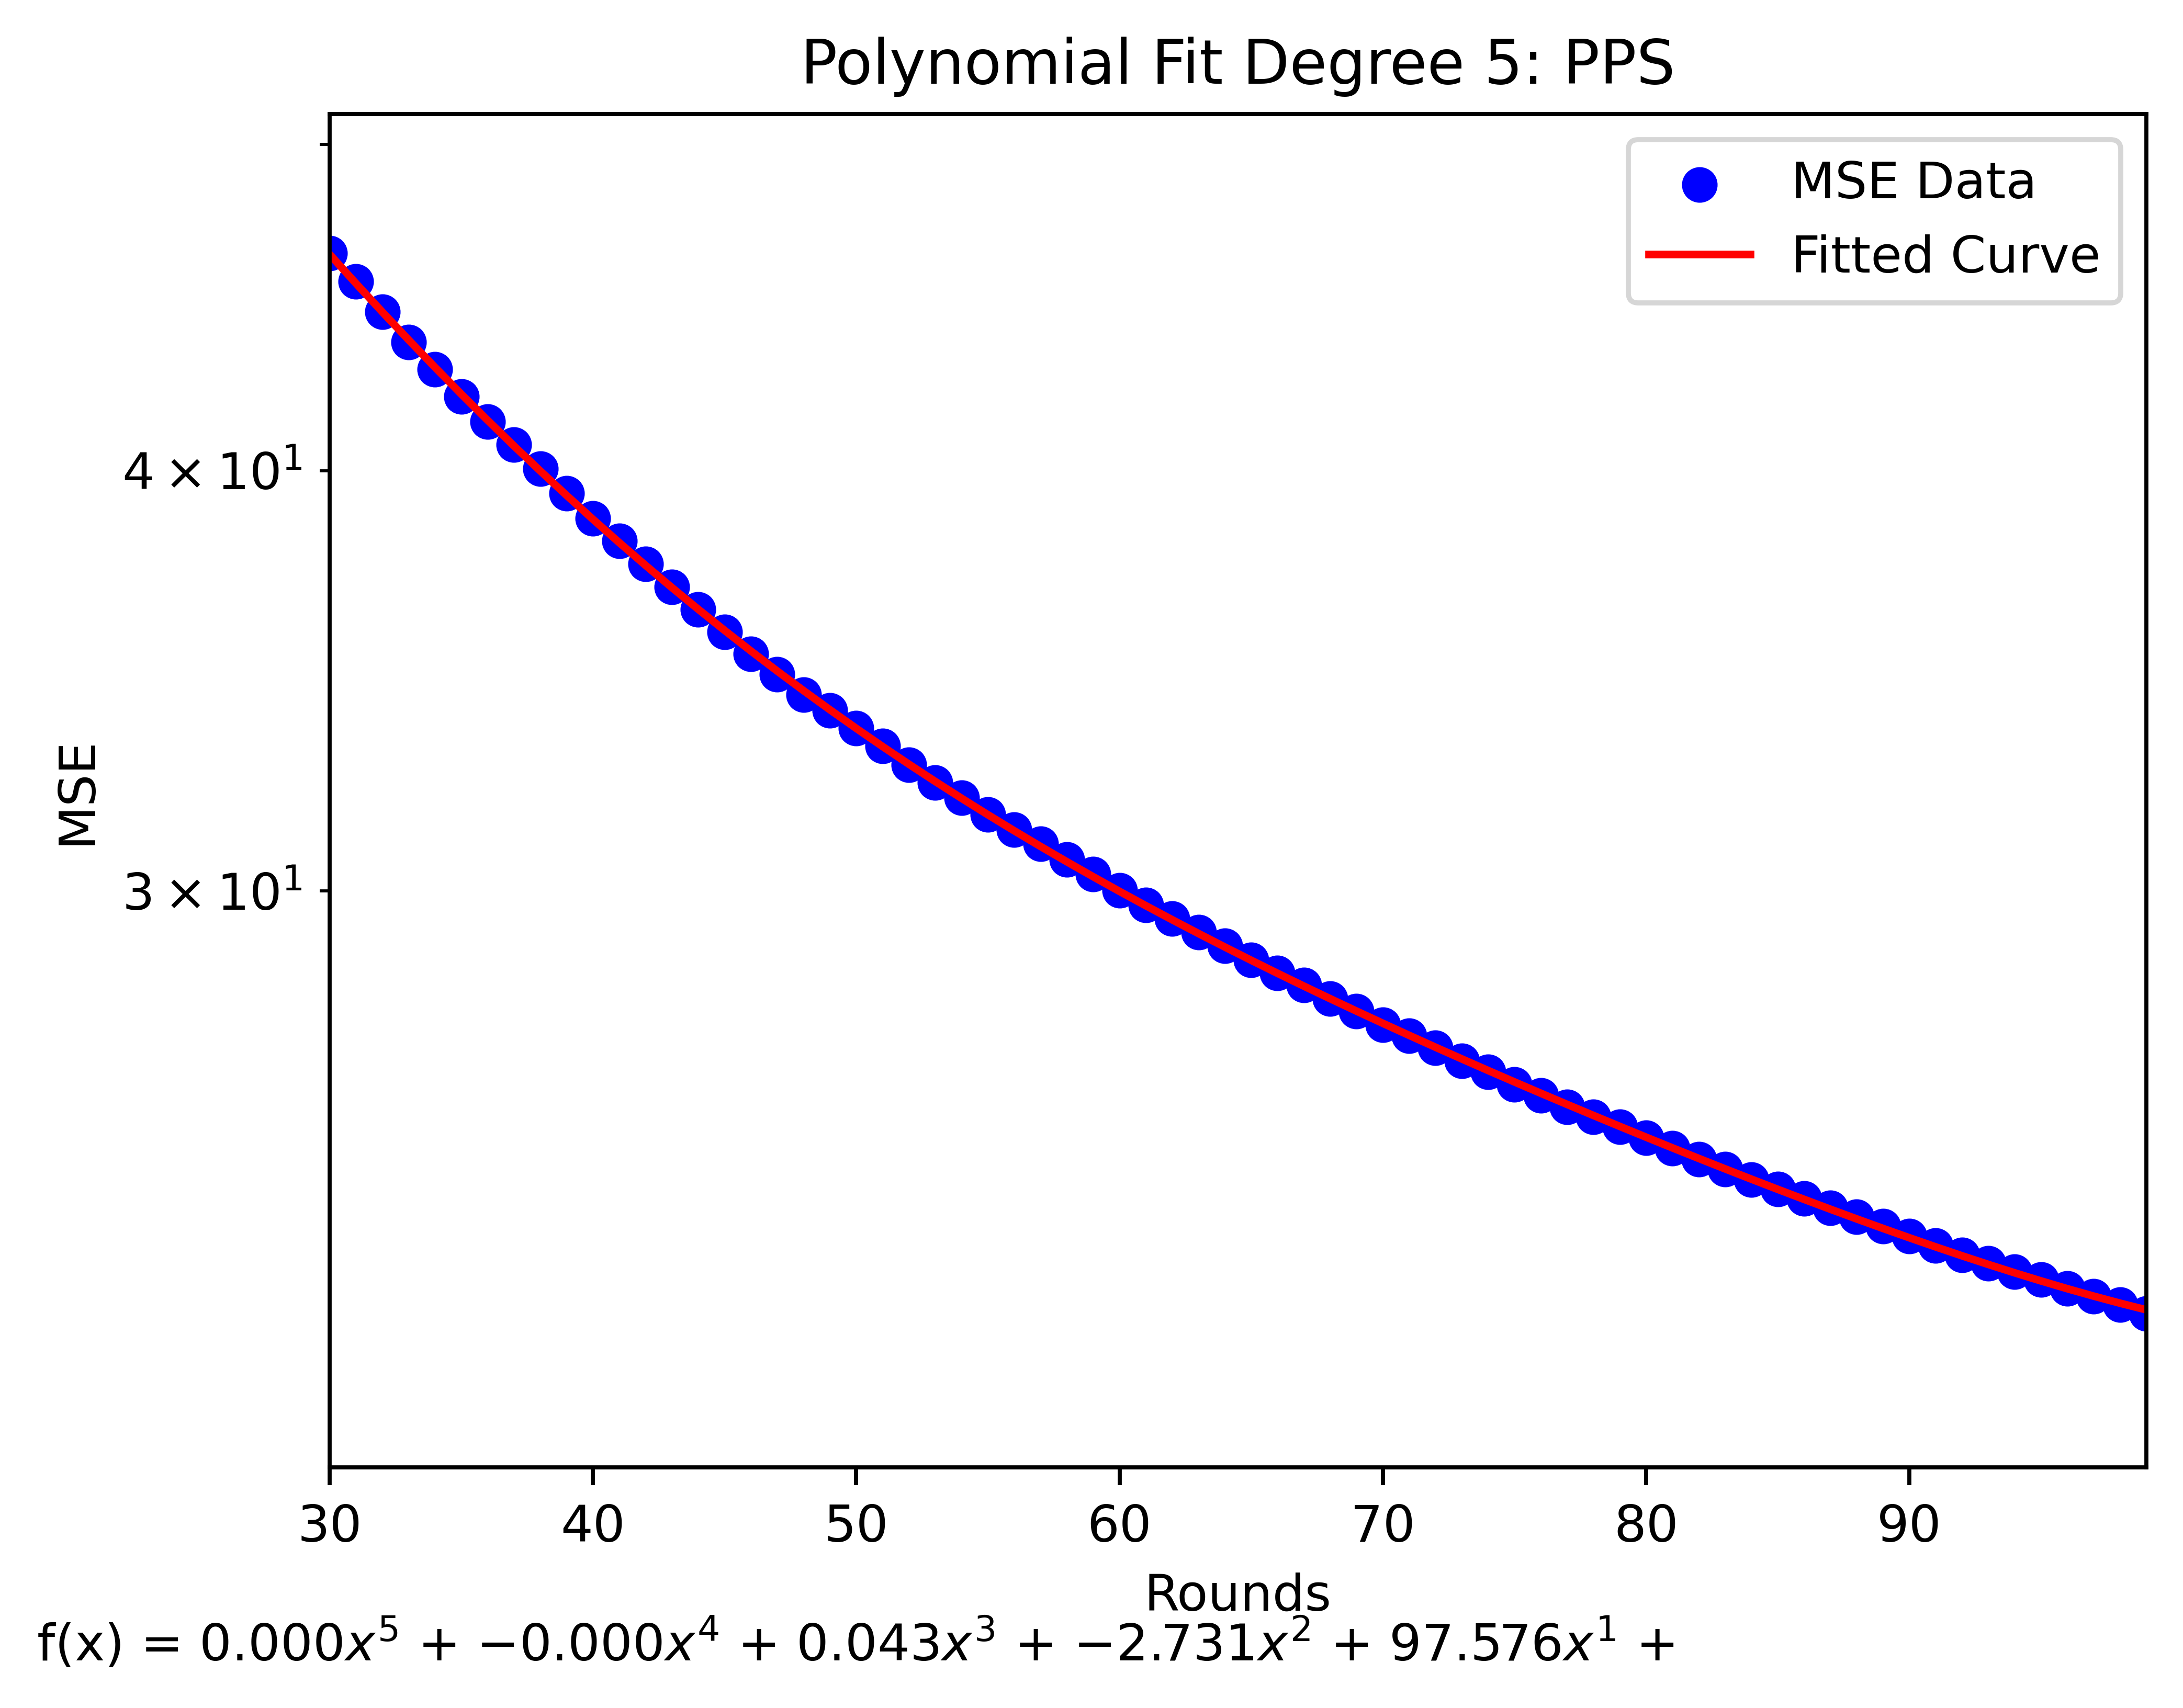 Polynomial Fit Degree 5: PPS
MSE Data
Fitted Curve
MSE
4 × 10¹
3 × 10¹
30 40 50 60 70 80 90
Rounds
f(x) = 0.000x⁵ + −0.000x⁴ + 0.043x³ + −2.731x² + 97.576x¹ +